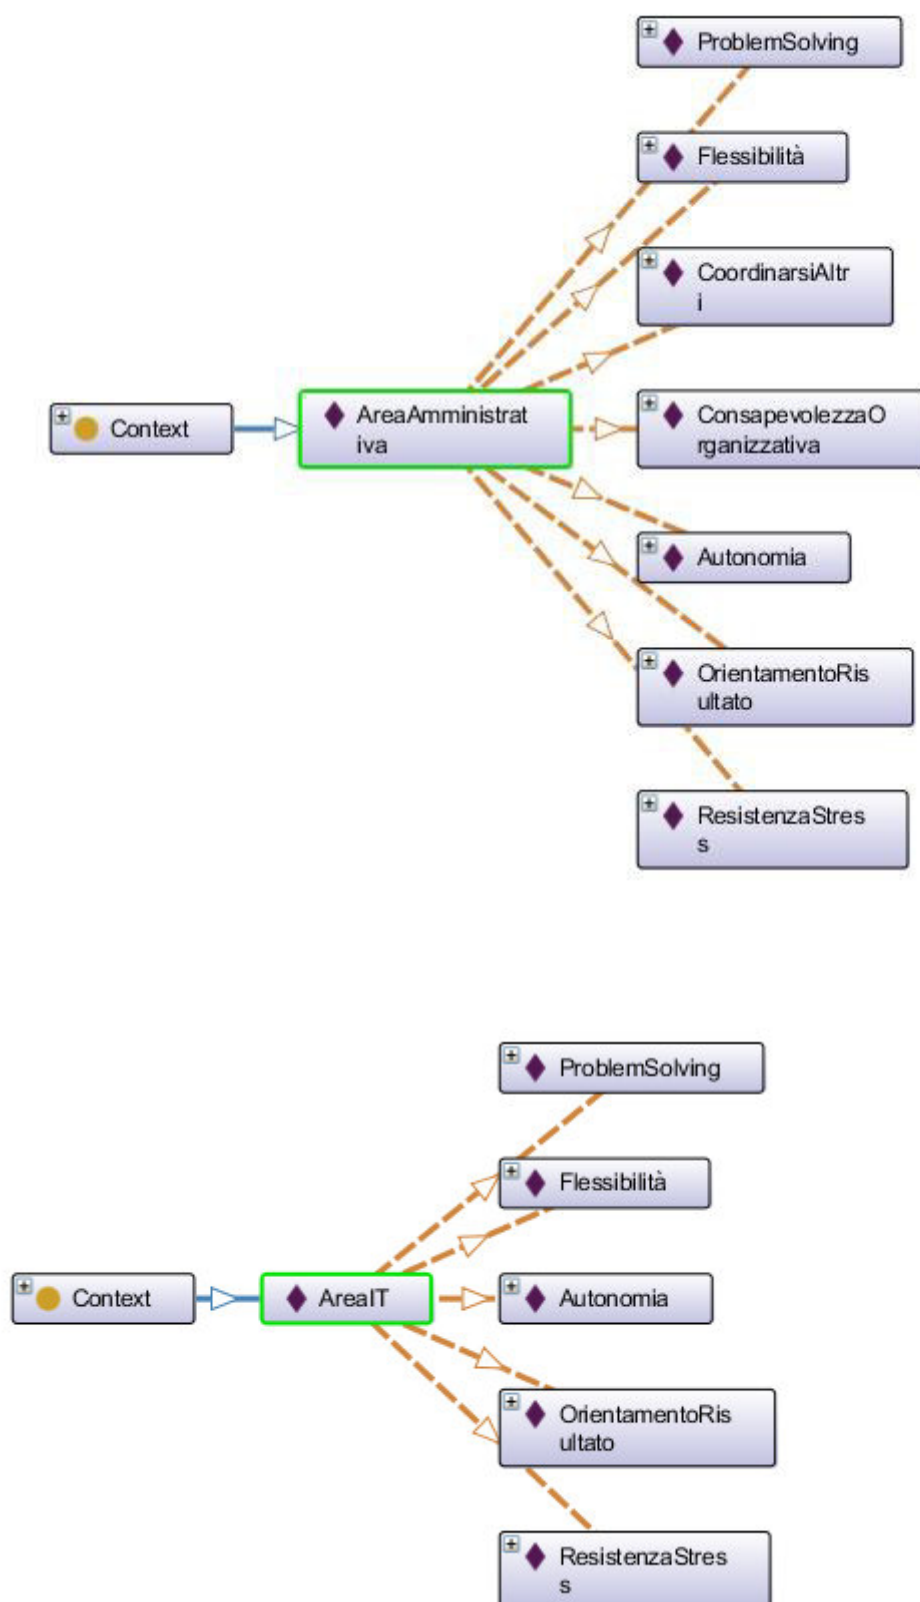 ProblemSolving
Flessibilità
CoordinarsiAltr
i
Context
AreaAmministrat
iva
ConsapevolezzaO
rganizzativa
Autonomia
OrientamentoRis
ultato
ResistenzaStres
s
ProblemSolving
Flessibilità
Context
AreaIT
Autonomia
OrientamentoRis
ultato
ResistenzaStres
s